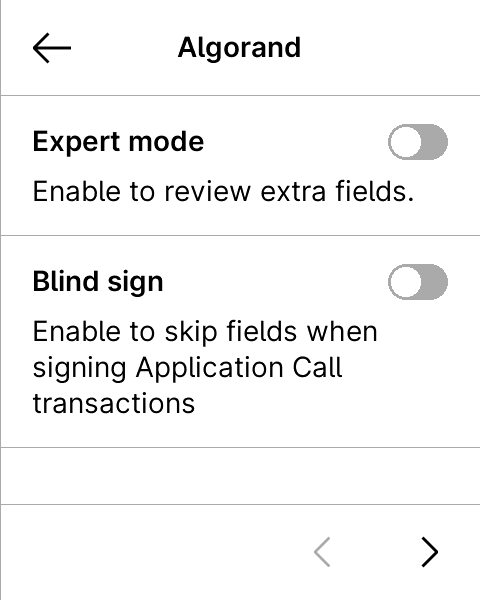 Algorand
Expert mode
Enable to review extra fields.
Blind sign
Enable to skip fields when
signing Application Call
transactions